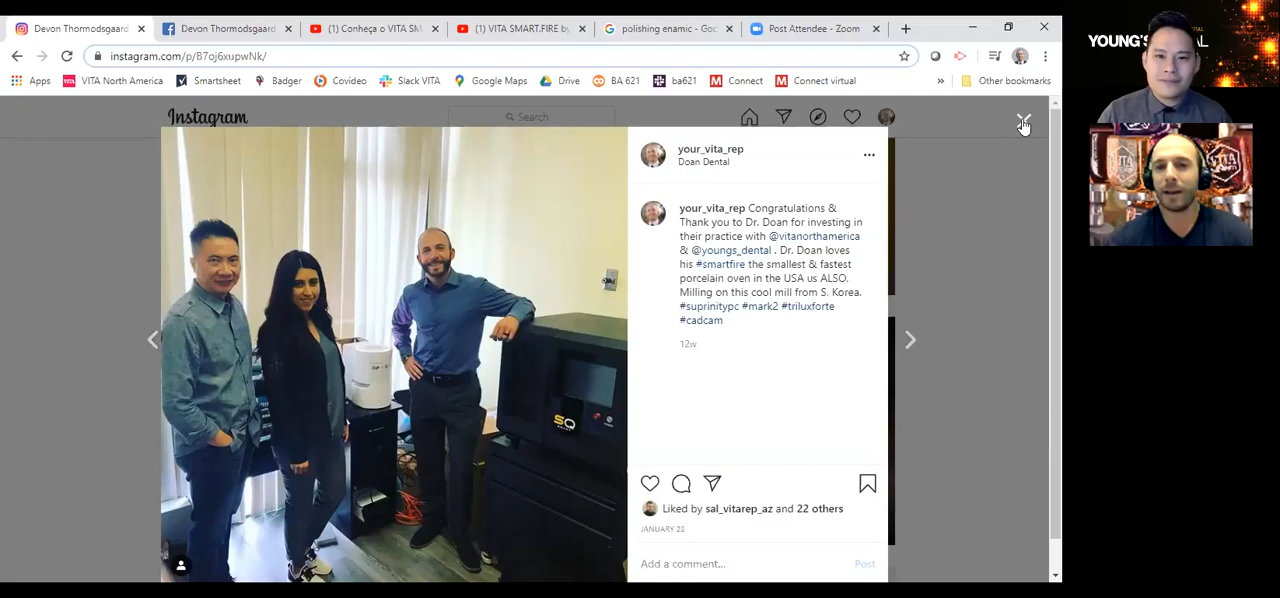 Devon Thormodsgaard
Devon Thormodsgaard
(1) Conheça o VITA SM
(1) VITA SMART.FIRE by
polishing enamic - Goo
Post Attendee - Zoom
instagram.com/p/B7oj6xupwNk/
Apps
VITA North America
Smartsheet
Badger
Covideo
Slack VITA
Google Maps
Drive
BA 621
ba621
Connect
Connect virtual
»
Other bookmarks
Instagram
Search
your_vita_rep
Doan Dental
your_vita_rep Congratulations &
Thank you to Dr. Doan for investing in
their practice with @vitanorthamerica
& @youngs_dental . Dr. Doan loves
his #smartfire the smallest & fastest
porcelain oven in the USA us ALSO,
Milling on this cool mill from S. Korea.
#suprinitypc #mark2 #triluxforte
#cadcam
12w
Liked by sal_vitarep_az and 22 others
JANUARY 22
Add a comment...
Post
SQ
YOUNG'S
AL
VITA